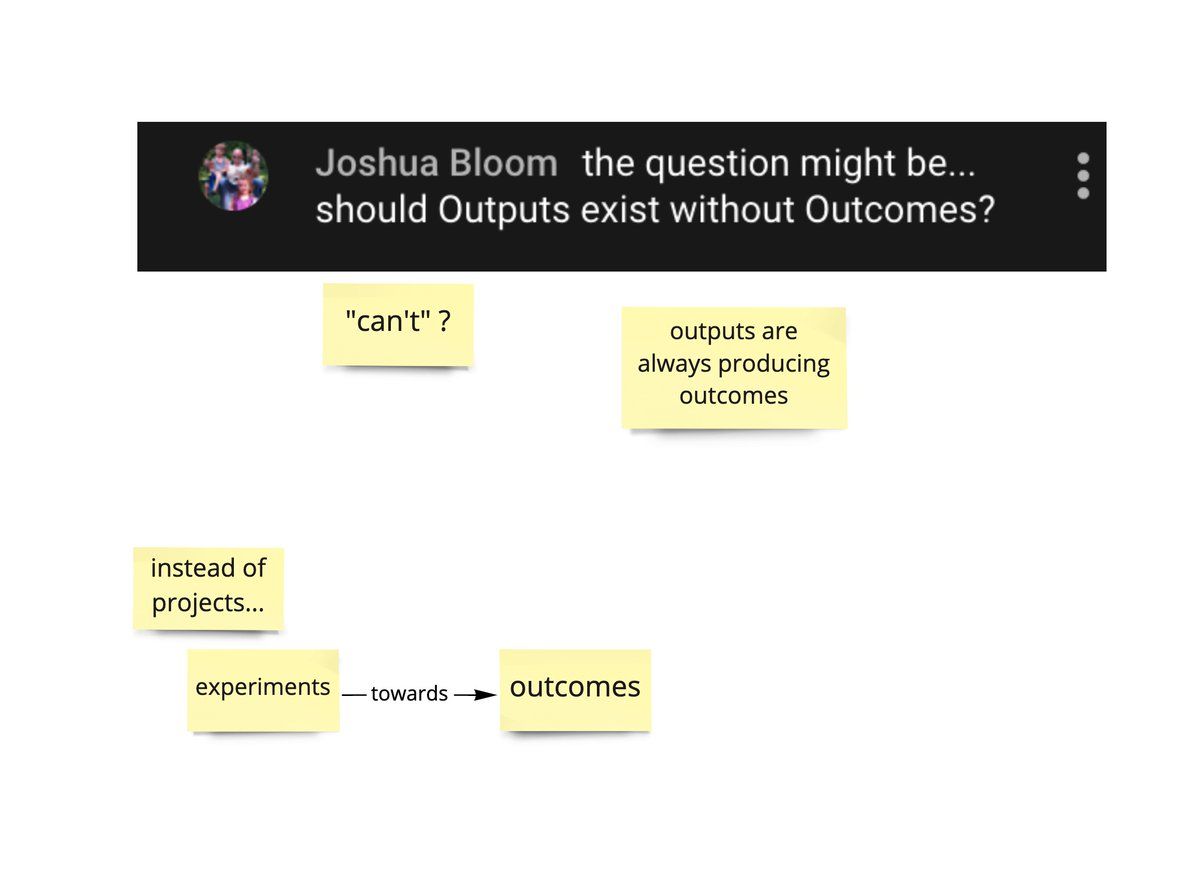 Joshua Bloom the question might be...
should Outputs exist without Outcomes?
"can't" ?
outputs are
always producing
outcomes
instead of
projects...
experiments
towards
outcomes